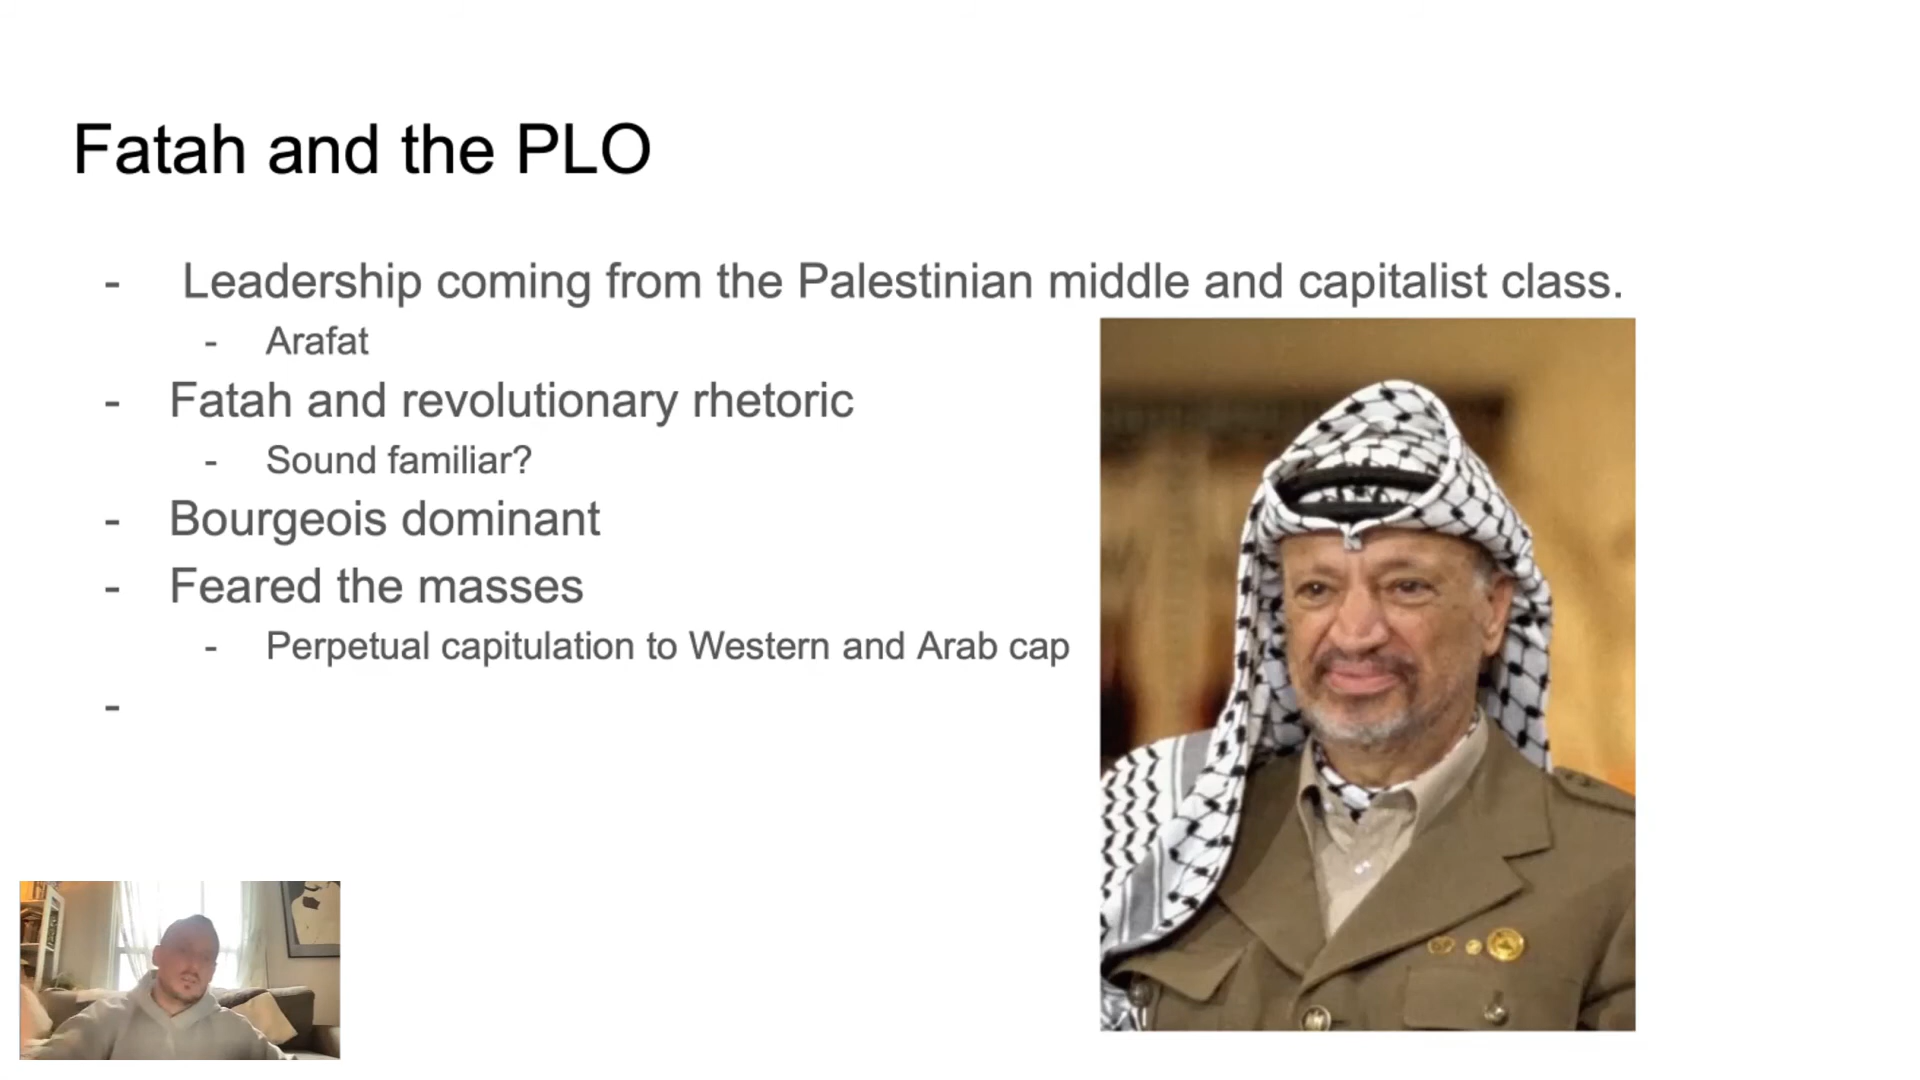 Fatah and the PLO
- Leadership coming from the Palestinian middle and capitalist class.
- Arafat
- Fatah and revolutionary rhetoric
- Sound familiar?
- Bourgeois dominant
- Feared the masses
- Perpetual capitulation to Western and Arab cap
-